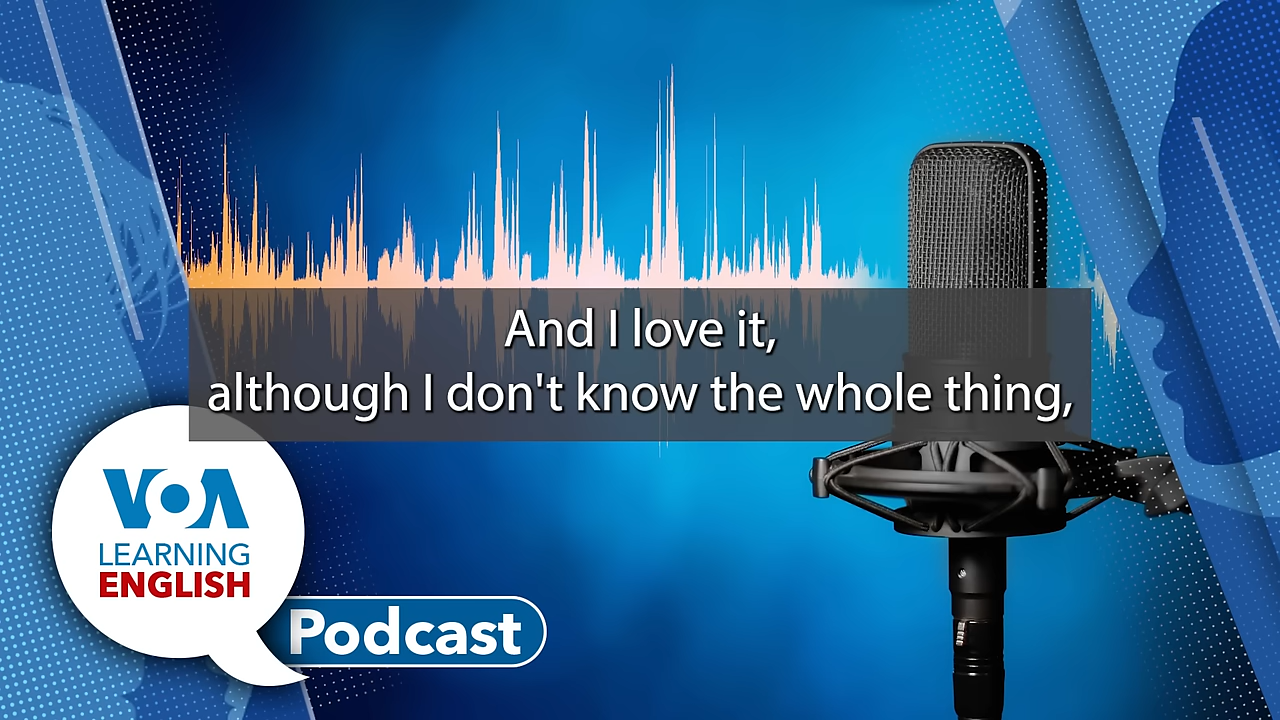 And I love it,
although I don't know the whole thing,
VOA
LEARNING
ENGLISH
Podcast